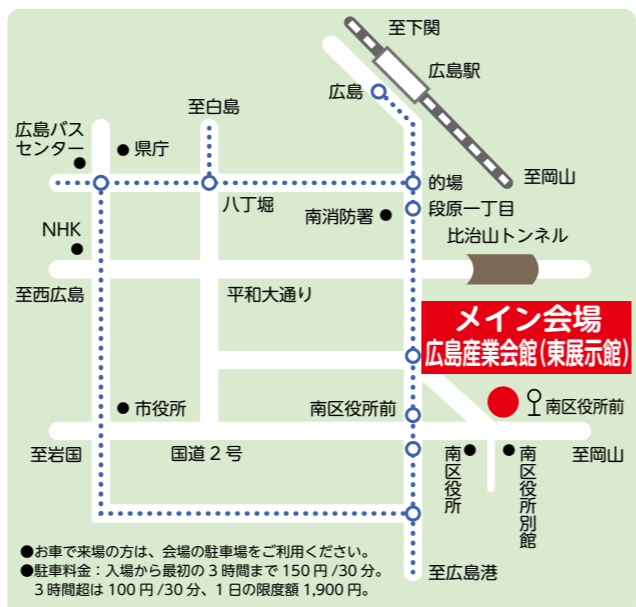 至下関
広島駅
広島
至白島
広島バス
センター
県庁
至岡山
的場
八丁堀
段原一丁目
南消防署
NHK
比治山トンネル
至西広島
平和大通り
メイン会場
広島産業会館(東展示館)
市役所
南区役所前
南区役所前
至岩国
国道2号
南区役所
南区役所別館
至岡山
●お車で来場の方は、会場の駐車場をご利用ください。
●駐車料金：入場から最初の3時間まで150円/30分。
3時間超は100円/30分、1日の限度額1,900円。
至広島港